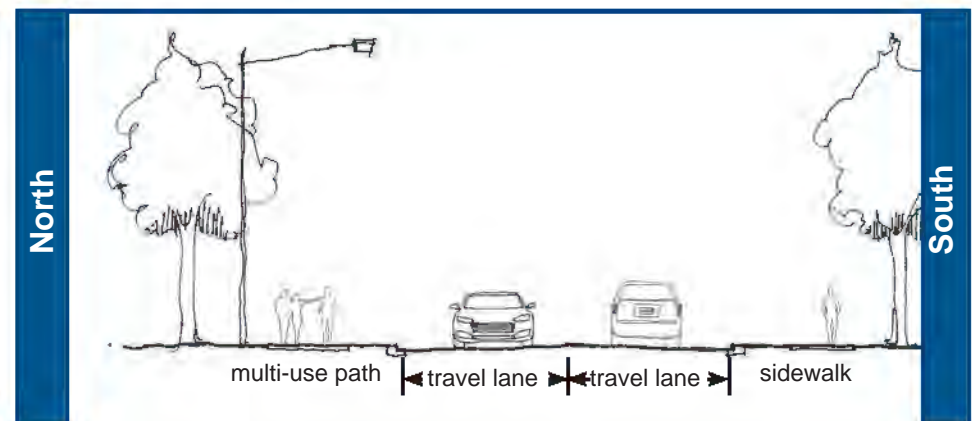 North
South
multi-use path
travel lane
travel lane
sidewalk